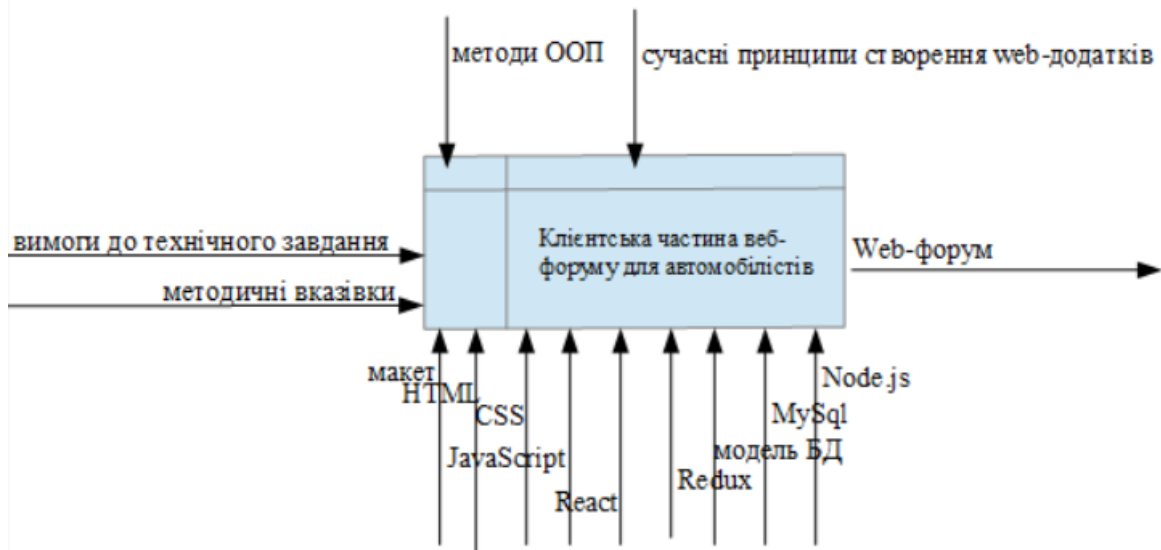 методи ООП
сучасні принципи створення web-додатків
вимоги до технічного завдання
методичні вказівки
Клієнтська частина веб-
форуму для автомобілістів
Web-форум
макет
HTML
CSS
JavaScript
React
Redux
модель БД
MySql
Node.js